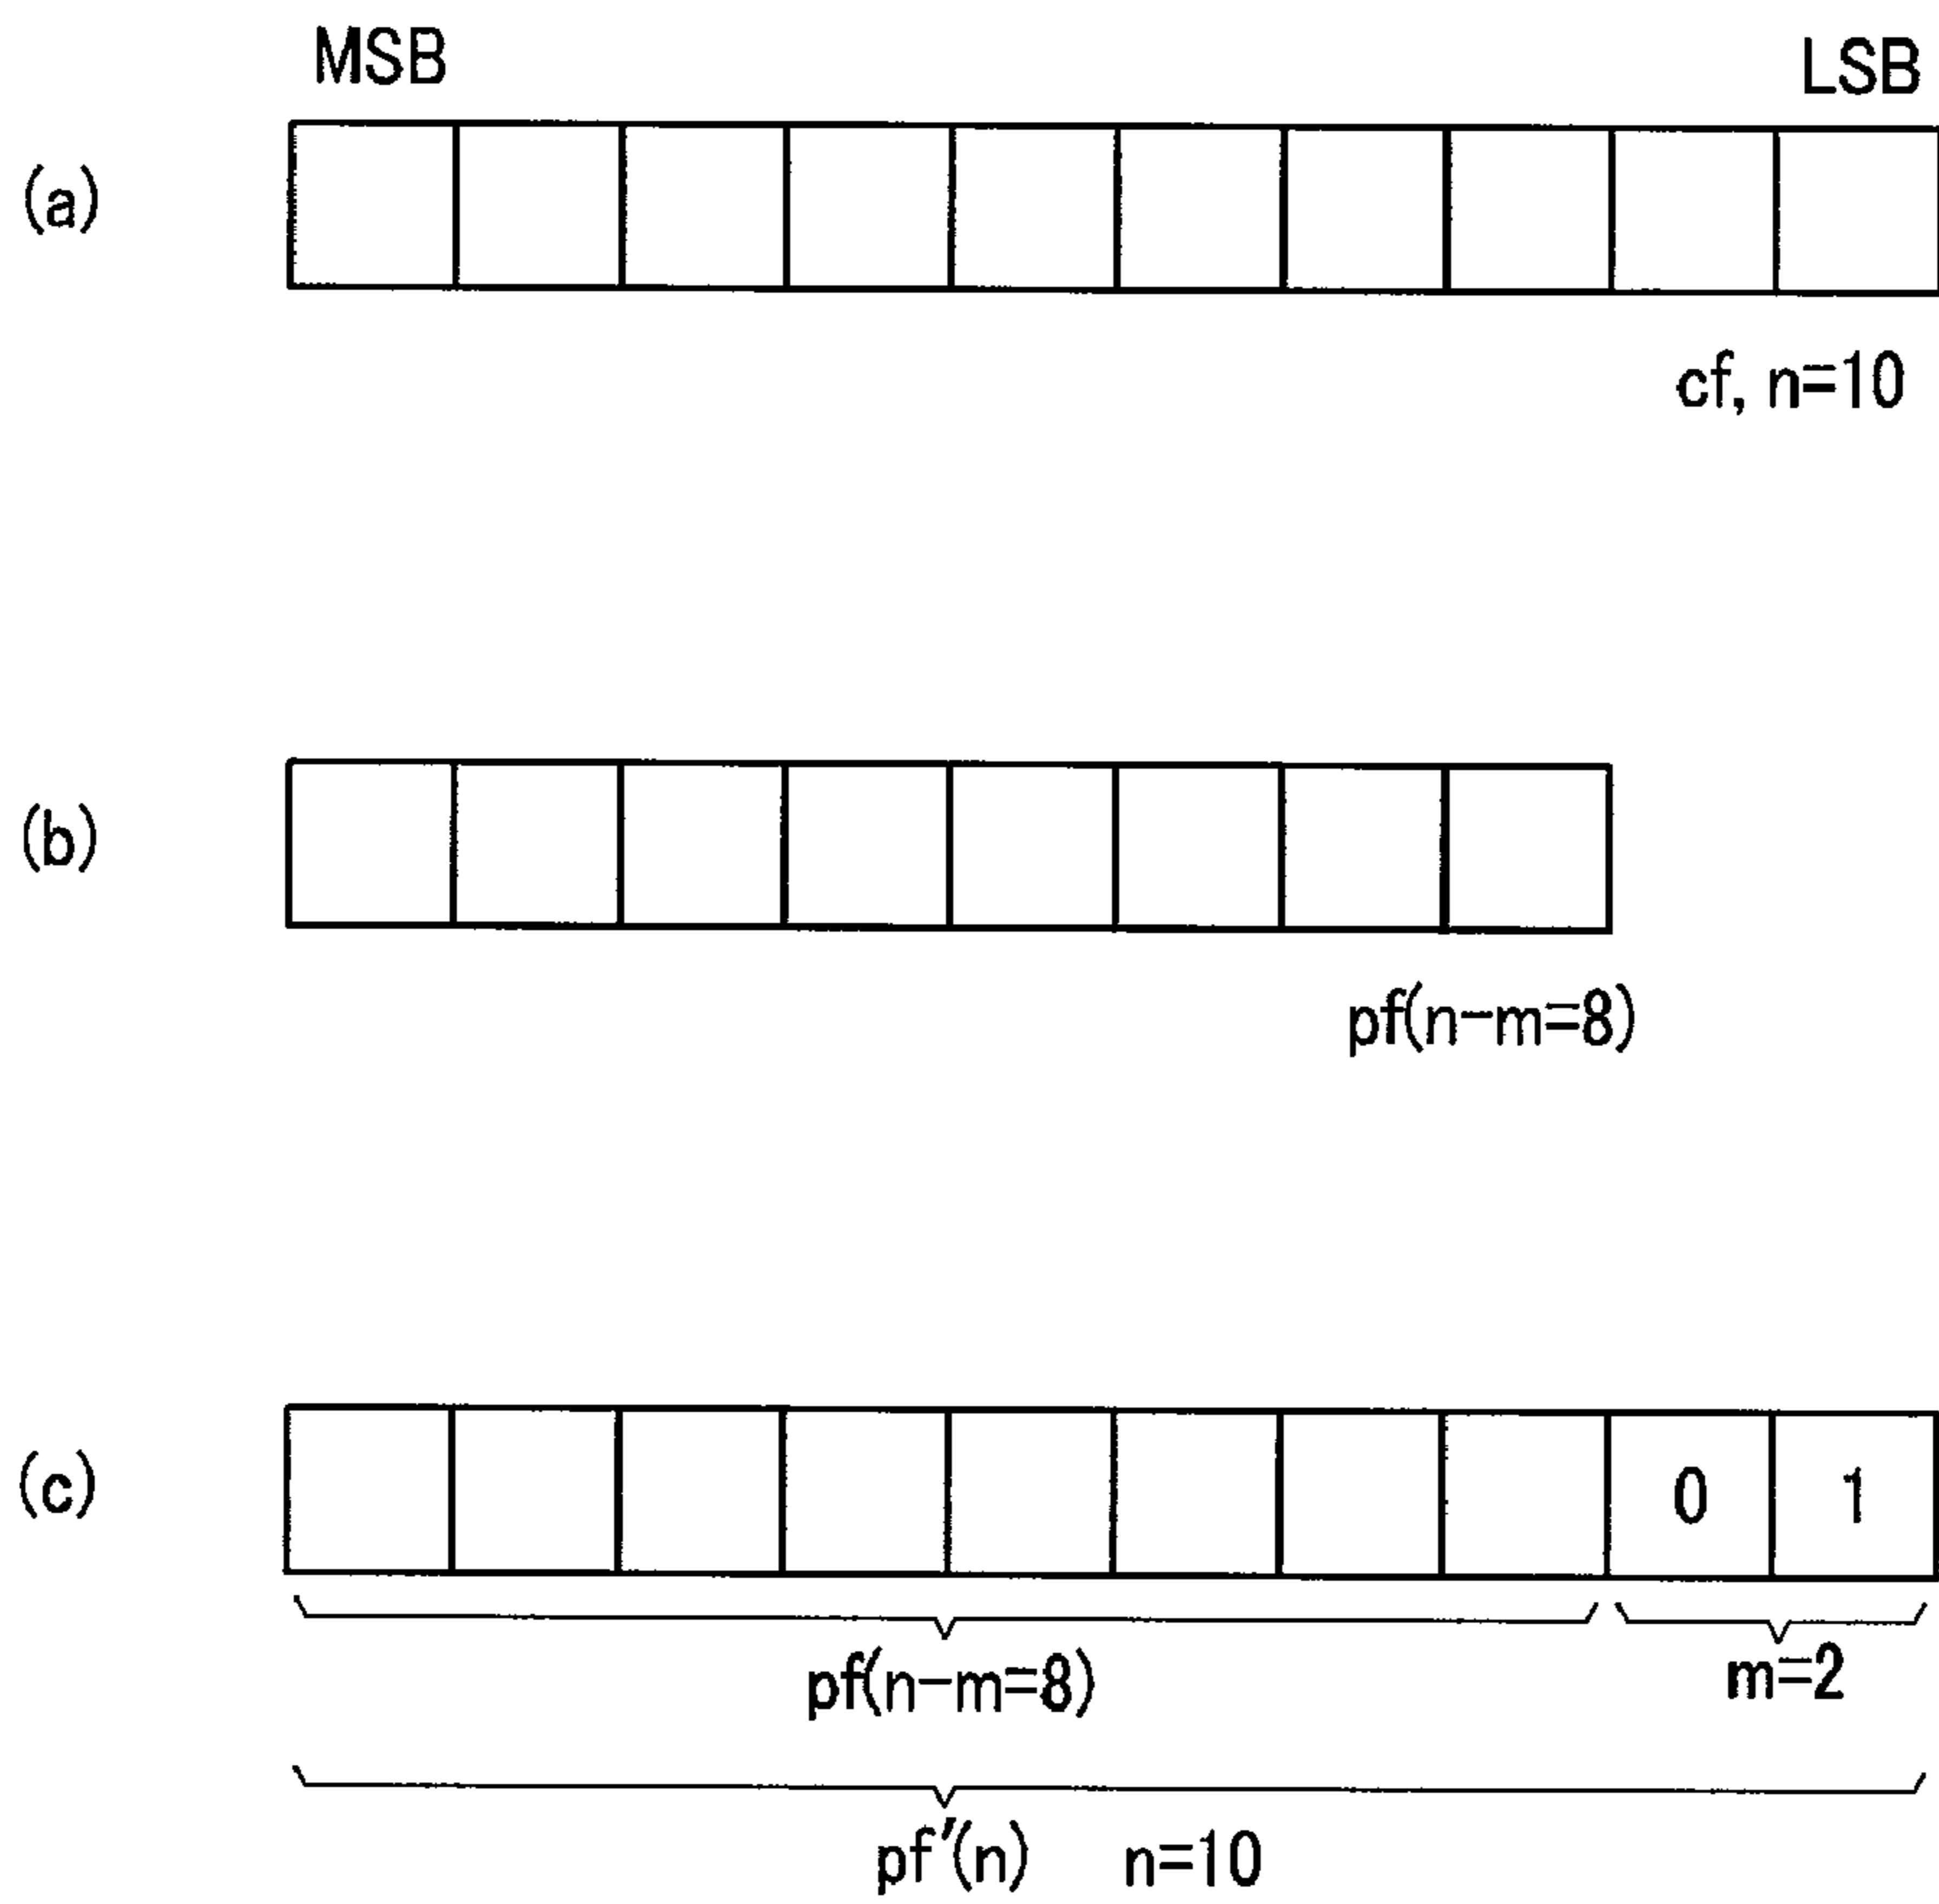 MSB LSB
(a)
cf, n=10
(b)
pf(n-m=8)
(c) 0 1
pf(n-m=8) m=2
pf'(n) n=10